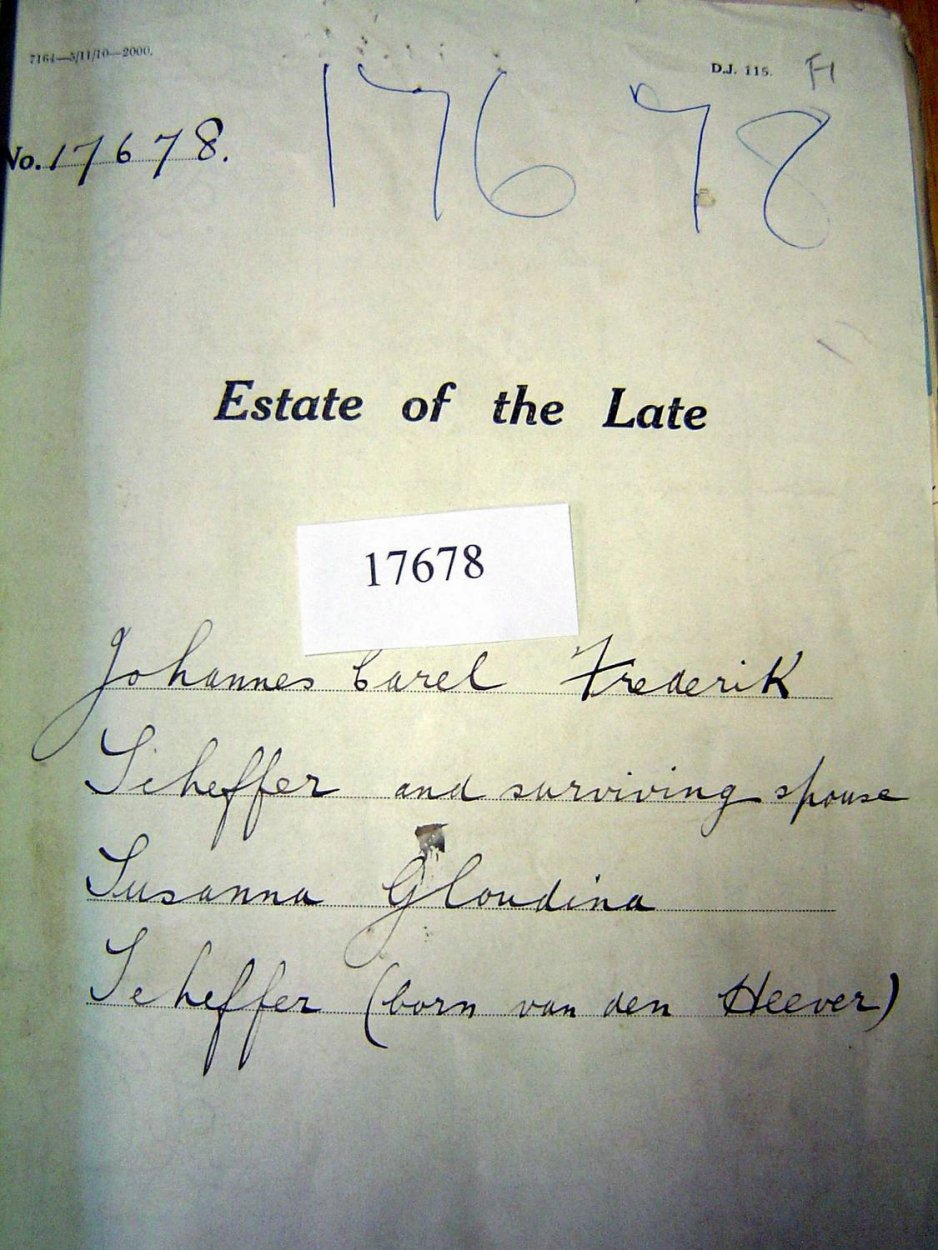 7164—5/11/10—2000.
D.J. 115.
No. 17678.
17678
Estate of the Late
17678
Johannes Carel Frederik
Scheffer and surviving spouse
Susanna Gloudina
Scheffer (born van den Heever)